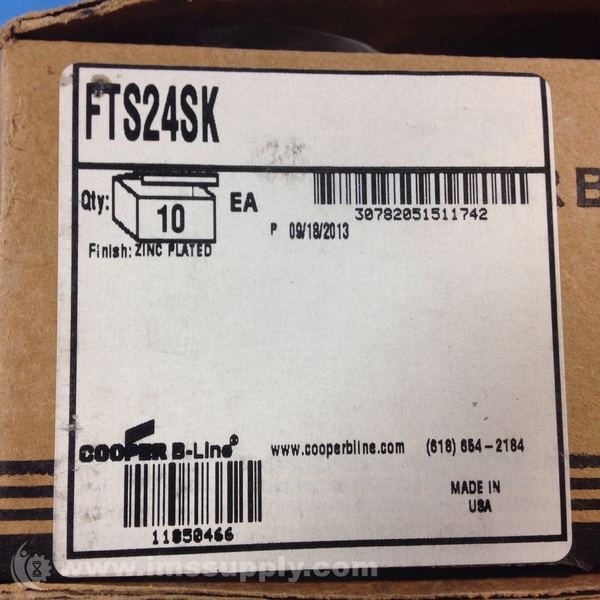 FTS24SK
Qty: 10 EA
30782051511742
P 09/18/2013
Finish: ZINC PLATED
COOPER B-Line® www.cooperbline.com (618) 654-2184
11850466
MADE IN
USA
www.imssupply.com